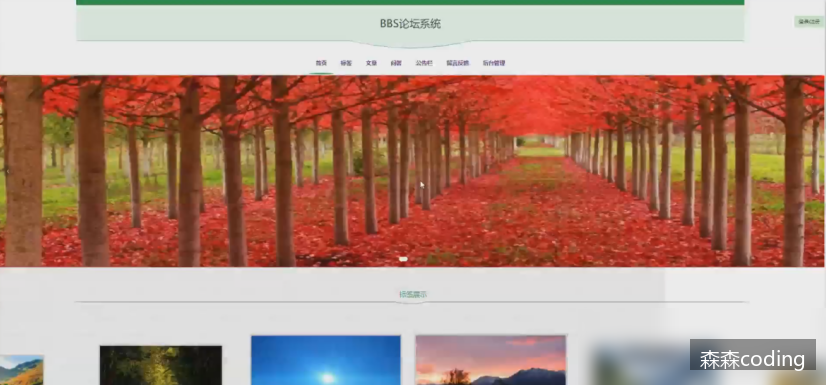 BBS论坛系统
首页 标签 文章 问答 公告栏 留言反馈 后台管理
标签展示
森森coding